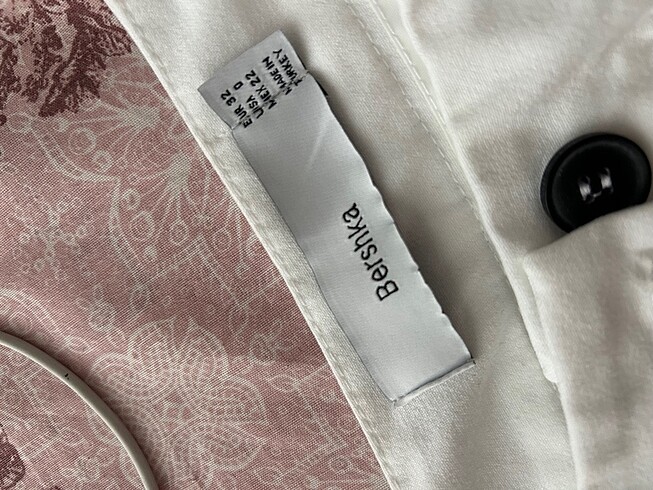 Bershka
EUR 32
USA 0
MEX 22
MADE IN
TURKEY